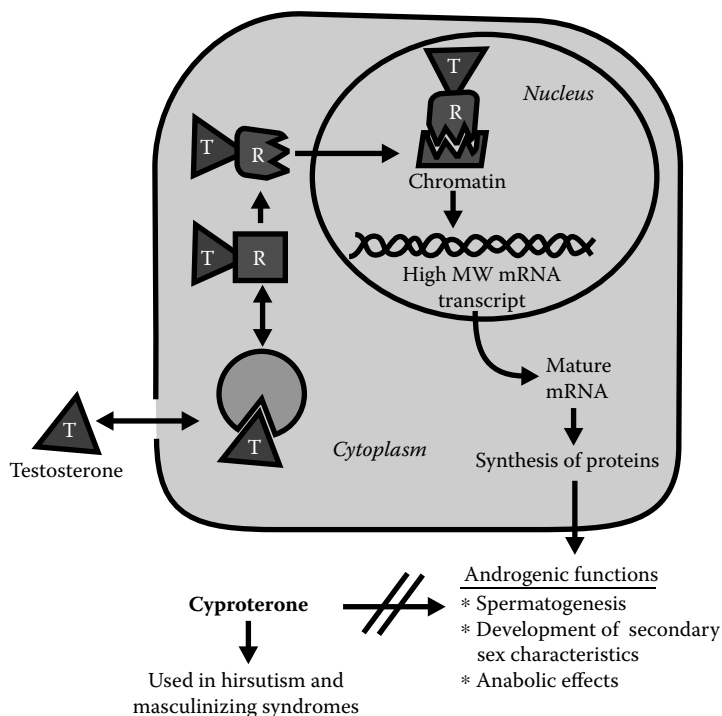 T
Nucleus
T
R
R
Chromatin
T
R
High MW mRNA
transcript
Mature
mRNA
T
T
Cytoplasm
Testosterone
Synthesis of proteins
Androgenic functions
Cyproterone
* Spermatogenesis
* Development of secondary
sex characteristics
* Anabolic effects
Used in hirsutism and
masculinizing syndromes